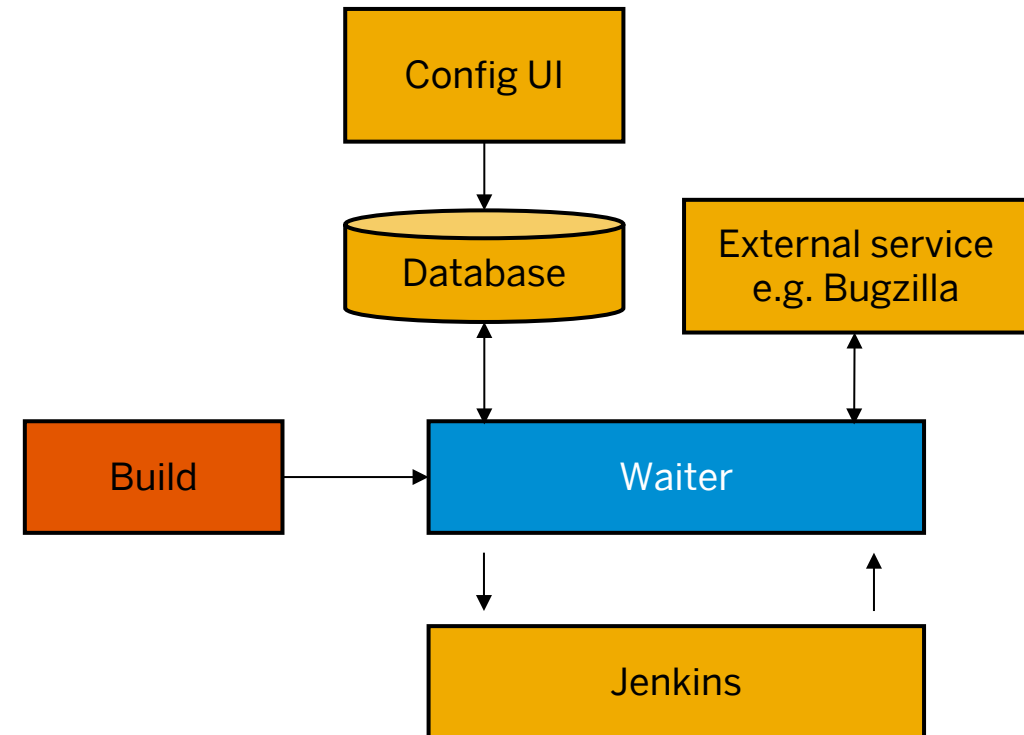 Config UI
Database
External service
e.g. Bugzilla
Build
Waiter
Jenkins